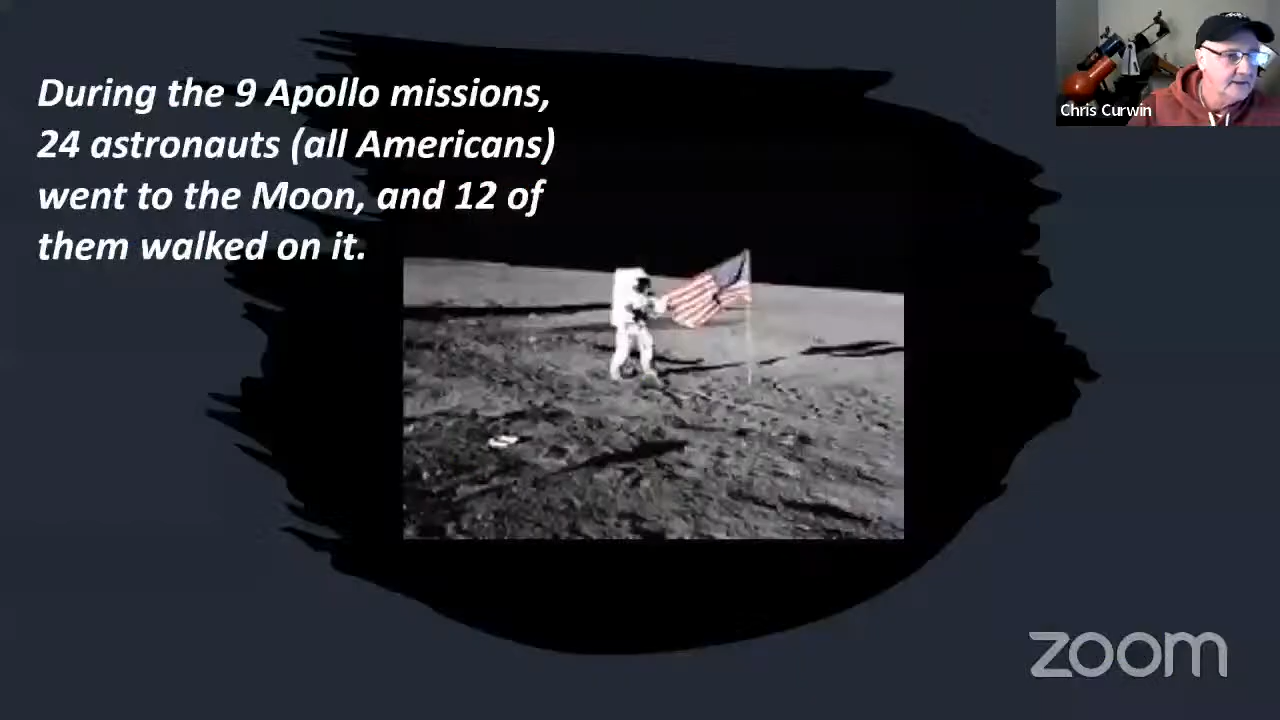 During the 9 Apollo missions,
24 astronauts (all Americans)
went to the Moon, and 12 of
them walked on it.
Chris Curwin
zoom